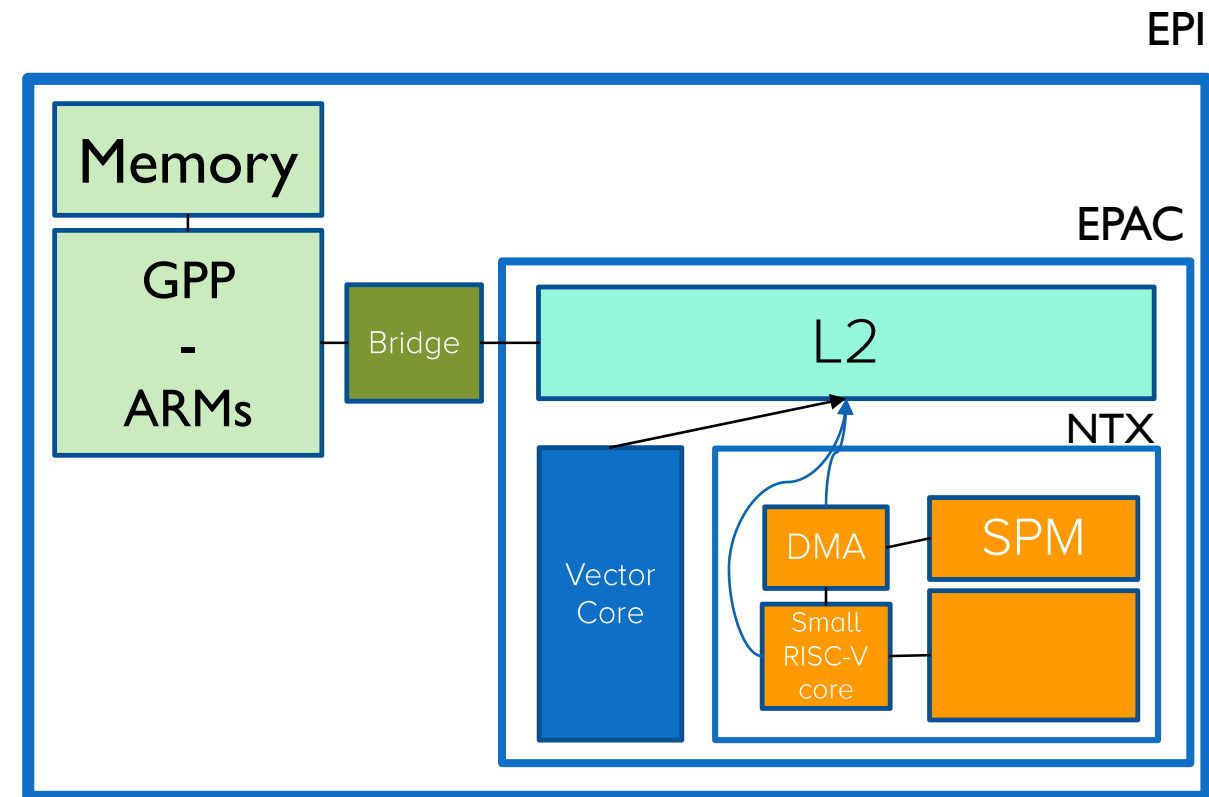 EPI
Memory
EPAC
GPP
-
ARMs
Bridge
L2
NTX
DMA
SPM
Vector
Core
Small
RISC-V
core